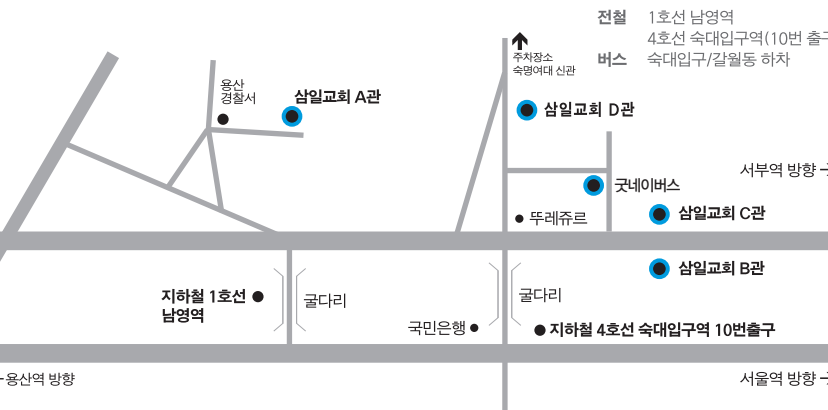 전철 1호선 남영역
4호선 숙대입구역(10번 출구
버스 숙대입구/갈월동 하차
주차장소
숙명여대 신관
용산
경찰서
삼일교회 A관
삼일교회 D관
서부역 방향
굿네이버스
뚜레쥬르
삼일교회 C관
삼일교회 B관
지하철 1호선
남영역
굴다리
굴다리
국민은행
지하철 4호선 숙대입구역 10번출구
용산역 방향
서울역 방향